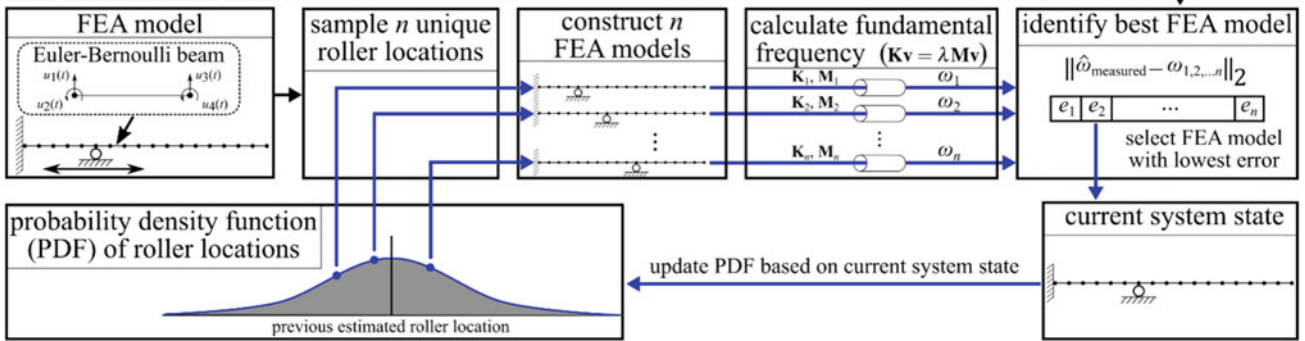 FEA model
Euler-Bernoulli beam
u1(t)
u3(t)
u2(t)
u4(t)
sample n unique
roller locations
construct n
FEA models
⋮
calculate fundamental
frequency (Kv = λMv)
K1, M1
ω1
K2, M2
ω2
⋮
Kn, Mn
ωn
identify best FEA model
||ω̂measured − ω1,2,...n||2
e1 e2 ... en
select FEA model
with lowest error
probability density function
(PDF) of roller locations
previous estimated roller location
update PDF based on current system state
current system state